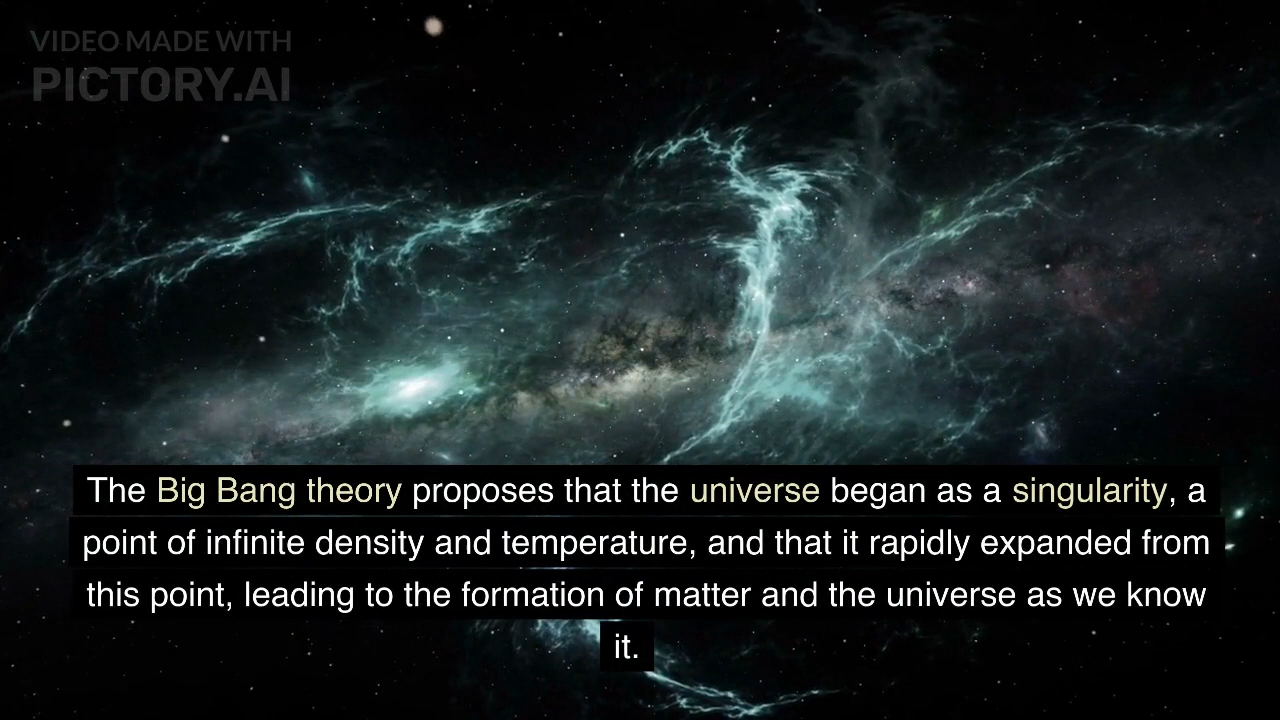 VIDEO MADE WITH
PICTORY.AI
The Big Bang theory proposes that the universe began as a singularity, a
point of infinite density and temperature, and that it rapidly expanded from
this point, leading to the formation of matter and the universe as we know
it.